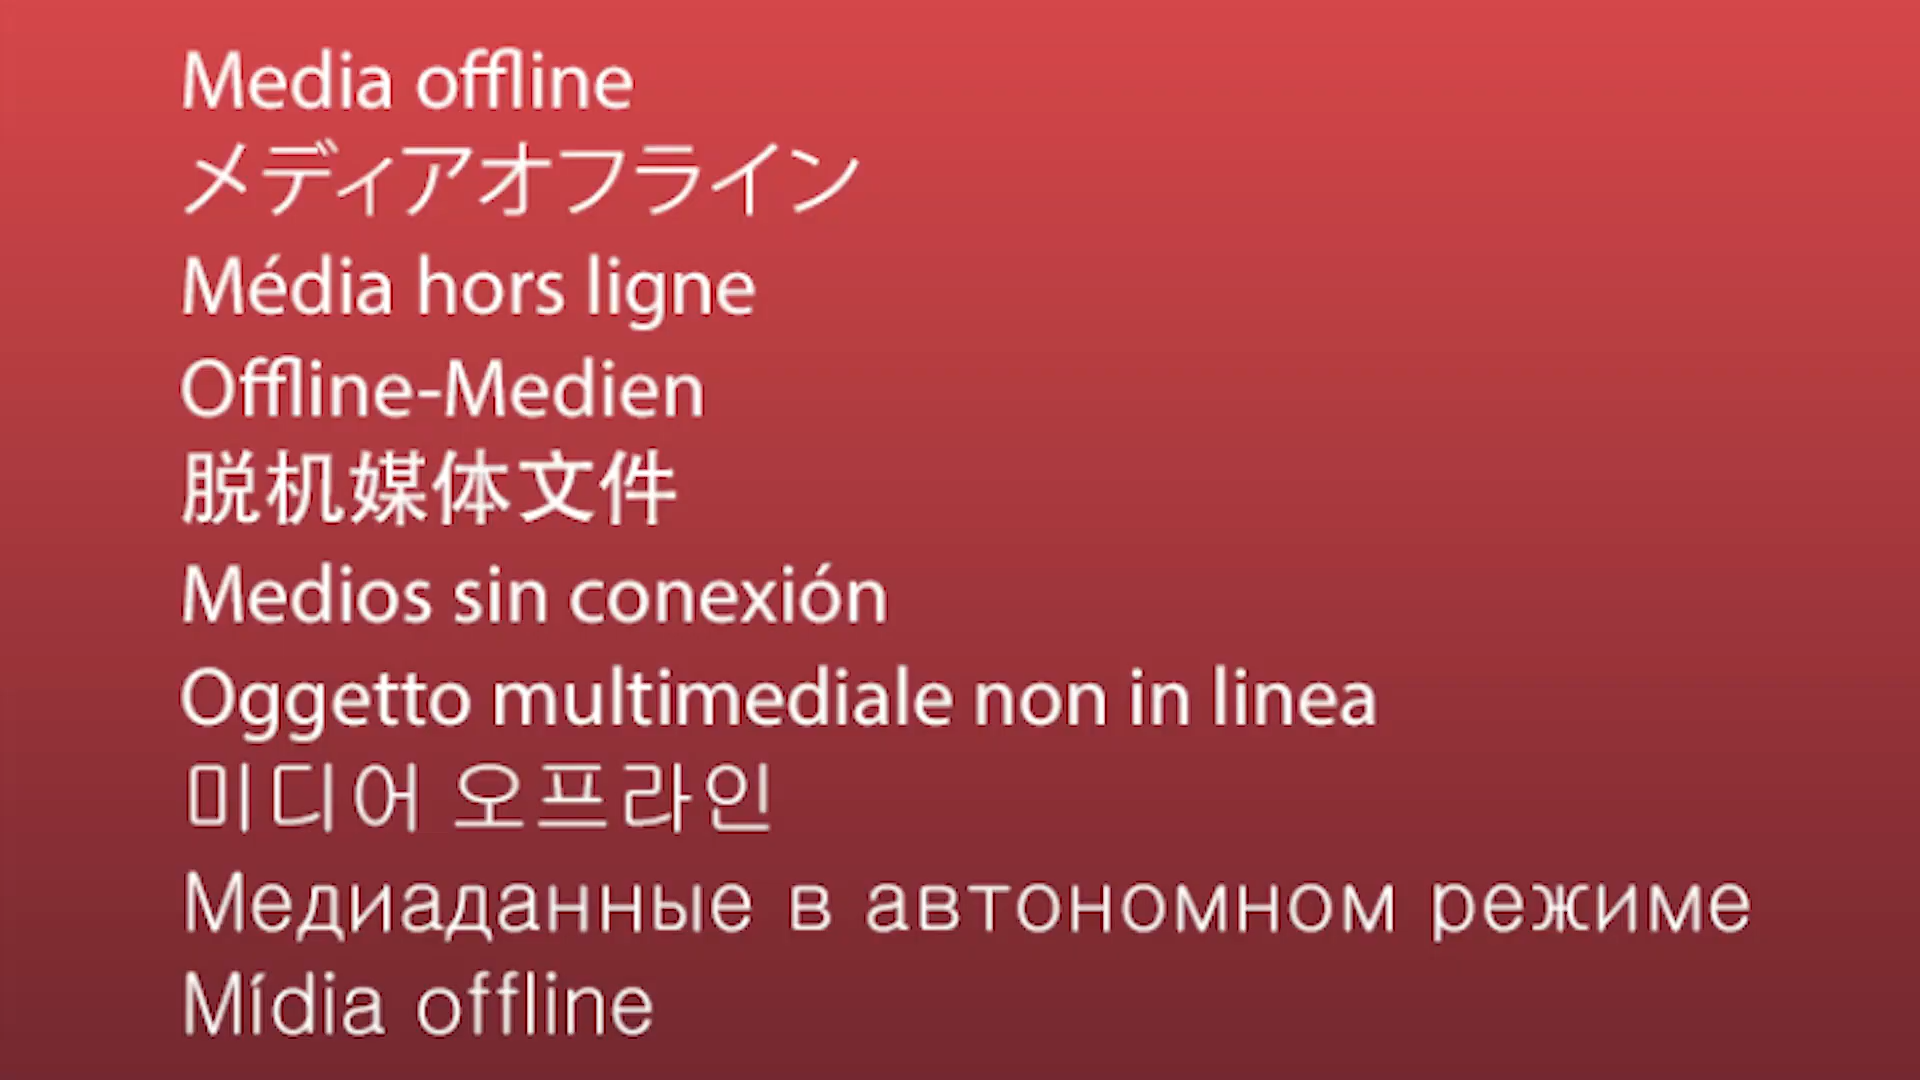 Media offline
メディアオフライン
Média hors ligne
Offline-Medien
脱机媒体文件
Medios sin conexión
Oggetto multimediale non in linea
미디어 오프라인
Медиаданные в автономном режиме
Mídia offline